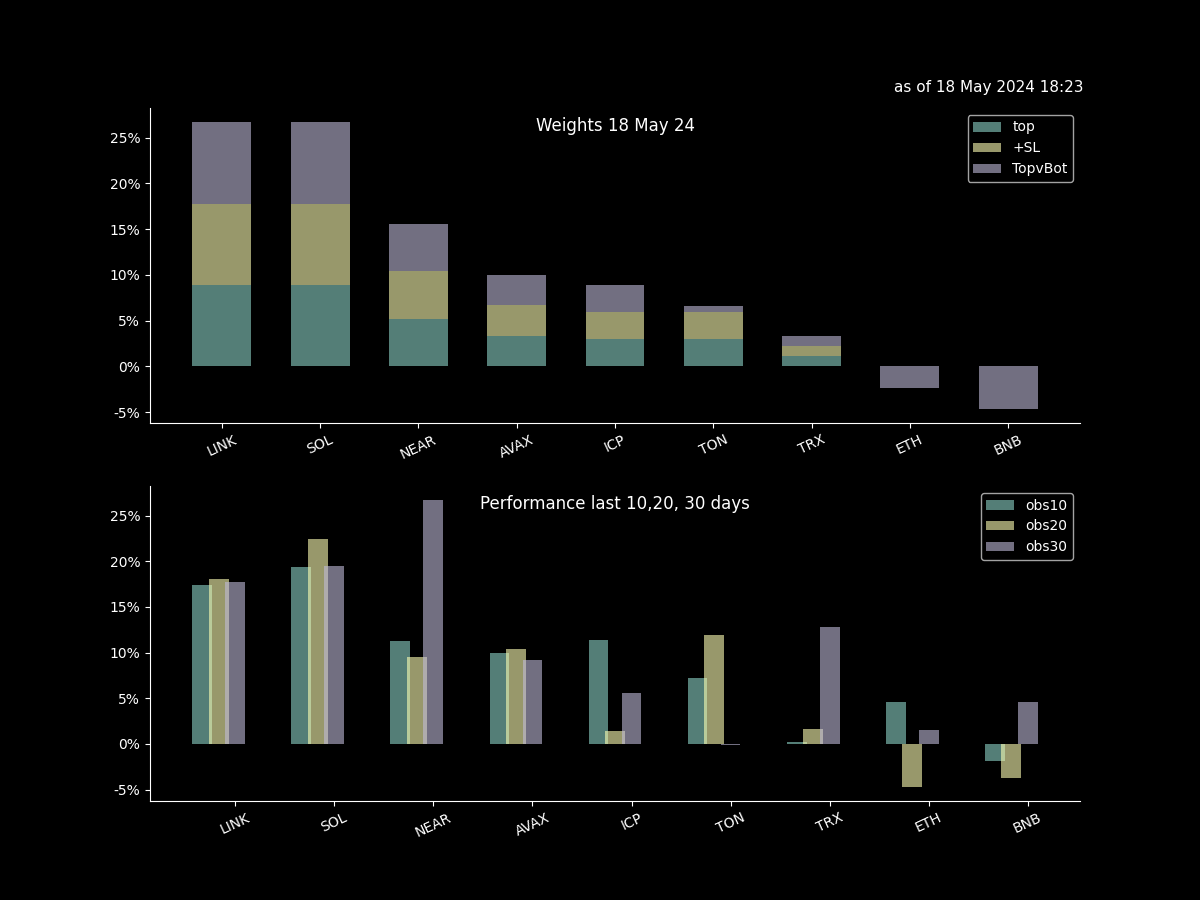 as of 18 May 2024 18:23
Weights 18 May 24
top
+SL
TopvBot
25%
20%
15%
10%
5%
0%
-5%
LINK SOL NEAR AVAX ICP TON TRX ETH BNB
Performance last 10,20, 30 days
obs10
obs20
obs30
25%
20%
15%
10%
5%
0%
-5%
LINK SOL NEAR AVAX ICP TON TRX ETH BNB